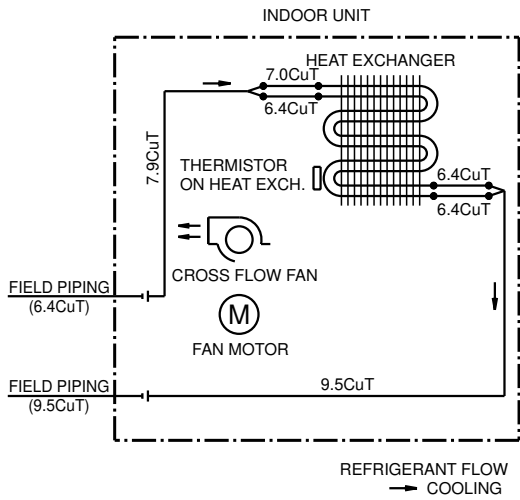 INDOOR UNIT
HEAT EXCHANGER
7.0CuT
6.4CuT
7.9CuT
THERMISTOR
ON HEAT EXCH.
6.4CuT
6.4CuT
CROSS FLOW FAN
FIELD PIPING
(6.4CuT)
M
FAN MOTOR
FIELD PIPING
(9.5CuT)
9.5CuT
REFRIGERANT FLOW
COOLING